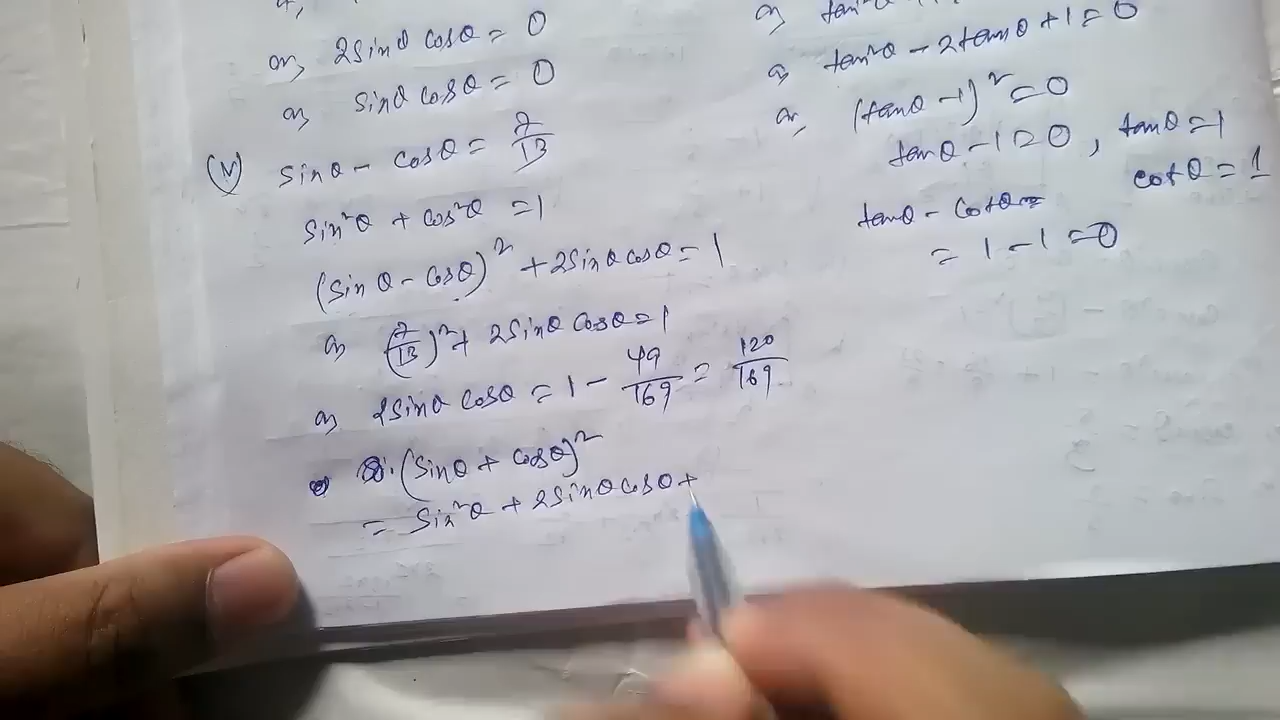 or, 2sinθ cosθ = 0
or, sinθ cosθ = 0
(V) sinθ - cosθ = 7/13
sin²θ + cos²θ = 1
(sinθ - cosθ)² + 2sinθ cosθ = 1
or, (7/13)² + 2sinθ cosθ = 1
or, 2sinθ cosθ = 1 - 49/169 = 120/169
(sinθ + cosθ)²
= sin²θ + 2sinθ cosθ +
or, tan²θ
or, tan²θ - 2tanθ + 1 = 0
or, (tanθ - 1)² = 0
tanθ - 1 = 0, tanθ = 1
cotθ = 1
tanθ - cotθ =
= 1 - 1 = 0